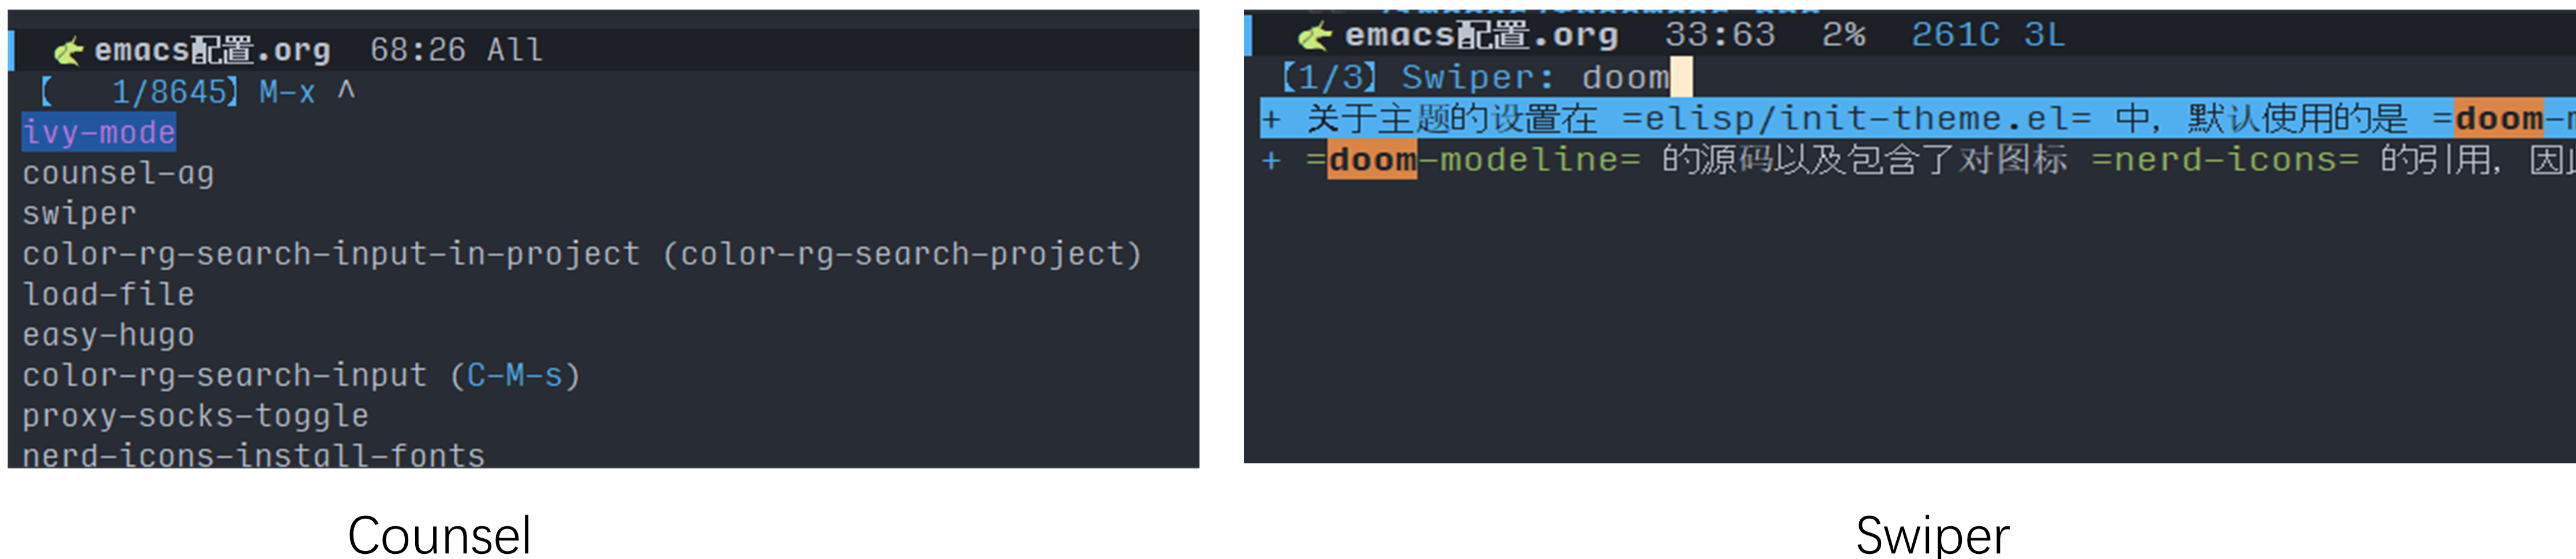 emacs配置.org 68:26 All
【 1/8645】M-x ^
ivy-mode
counsel-ag
swiper
color-rg-search-input-in-project (color-rg-search-project)
load-file
easy-hugo
color-rg-search-input (C-M-s)
proxy-socks-toggle
nerd-icons-install-fonts
Counsel
emacs配置.org 33:63 2% 261C 3L
【1/3】Swiper: doom
+ 关于主题的设置在 =elisp/init-theme.el= 中, 默认使用的是 =doom-
+ =doom-modeline= 的源码以及包含了对图标 =nerd-icons= 的引用, 因
Swiper